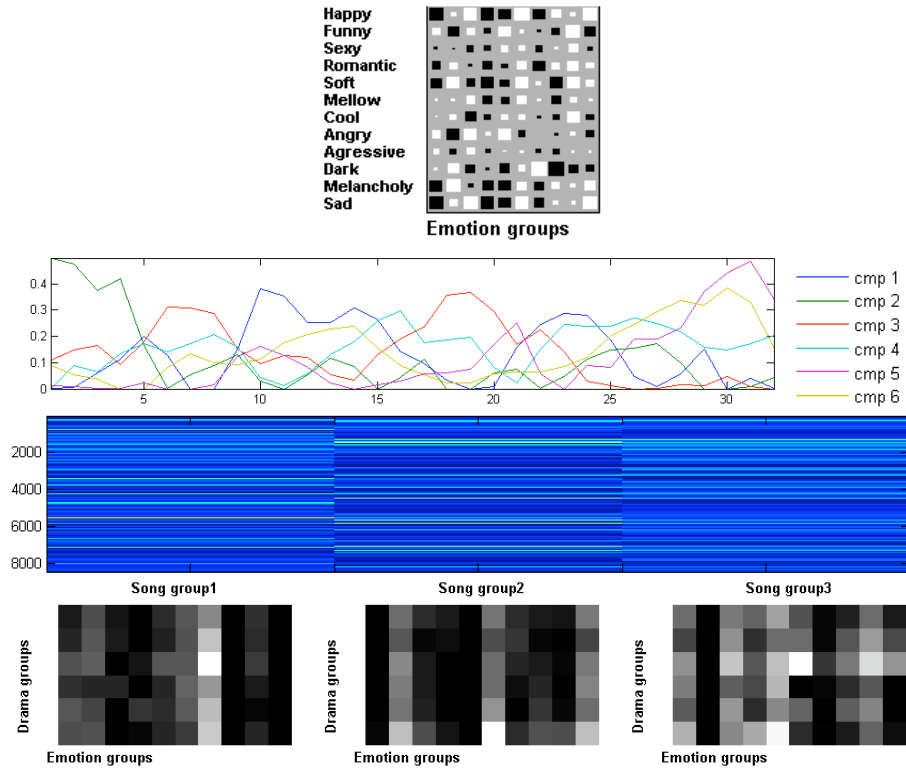 Happy
Funny
Sexy
Romantic
Soft
Mellow
Cool
Angry
Agressive
Dark
Melancholy
Sad
Emotion groups
0.4
0.3
0.2
0.1
0
5
10
15
20
25
30
cmp 1
cmp 2
cmp 3
cmp 4
cmp 5
cmp 6
2000
4000
6000
8000
Song group1
Song group2
Song group3
Drama groups
Drama groups
Drama groups
Emotion groups
Emotion groups
Emotion groups